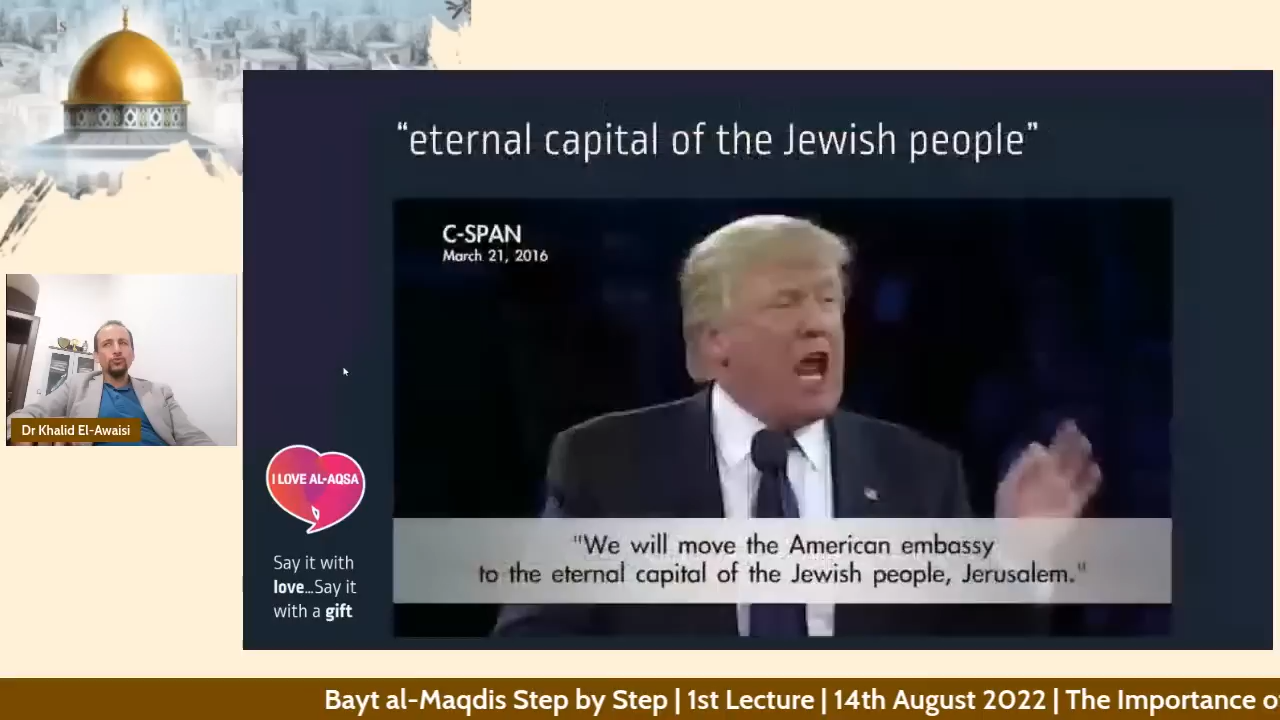 “eternal capital of the Jewish people”
C-SPAN
March 21, 2016
"We will move the American embassy
to the eternal capital of the Jewish people, Jerusalem."
Dr Khalid El-Awaisi
I LOVE AL-AQSA
Say it with
love...Say it
with a gift
Bayt al-Maqdis Step by Step | 1st Lecture | 14th August 2022 | The Importance o